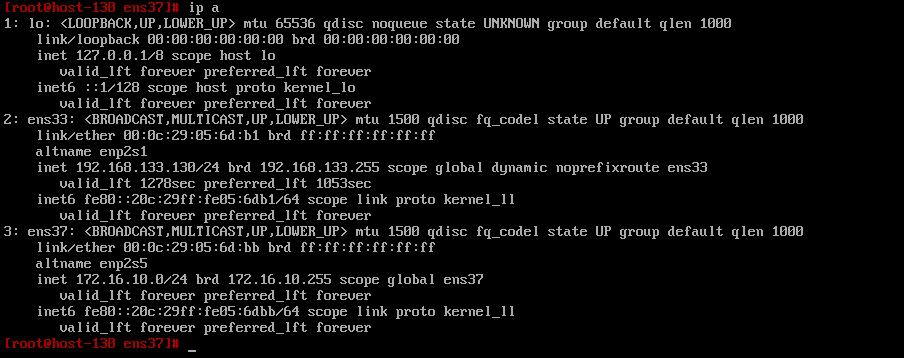 [root@host-130 ens37]# ip a
1: lo: <LOOPBACK,UP,LOWER_UP> mtu 65536 qdisc noqueue state UNKNOWN group default qlen 1000
    link/loopback 00:00:00:00:00:00 brd 00:00:00:00:00:00
    inet 127.0.0.1/8 scope host lo
       valid_lft forever preferred_lft forever
    inet6 ::1/128 scope host proto kernel_lo
       valid_lft forever preferred_lft forever
2: ens33: <BROADCAST,MULTICAST,UP,LOWER_UP> mtu 1500 qdisc fq_codel state UP group default qlen 1000
    link/ether 00:0c:29:05:6d:b1 brd ff:ff:ff:ff:ff:ff
    altname enp2s1
    inet 192.168.133.130/24 brd 192.168.133.255 scope global dynamic noprefixroute ens33
       valid_lft 1278sec preferred_lft 1053sec
    inet6 fe80::20c:29ff:fe05:6db1/64 scope link proto kernel_ll
       valid_lft forever preferred_lft forever
3: ens37: <BROADCAST,MULTICAST,UP,LOWER_UP> mtu 1500 qdisc fq_codel state UP group default qlen 1000
    link/ether 00:0c:29:05:6d:bb brd ff:ff:ff:ff:ff:ff
    altname enp2s5
    inet 172.16.10.0/24 brd 172.16.10.255 scope global ens37
       valid_lft forever preferred_lft forever
    inet6 fe80::20c:29ff:fe05:6dbb/64 scope link proto kernel_ll
       valid_lft forever preferred_lft forever
[root@host-130 ens37]# _